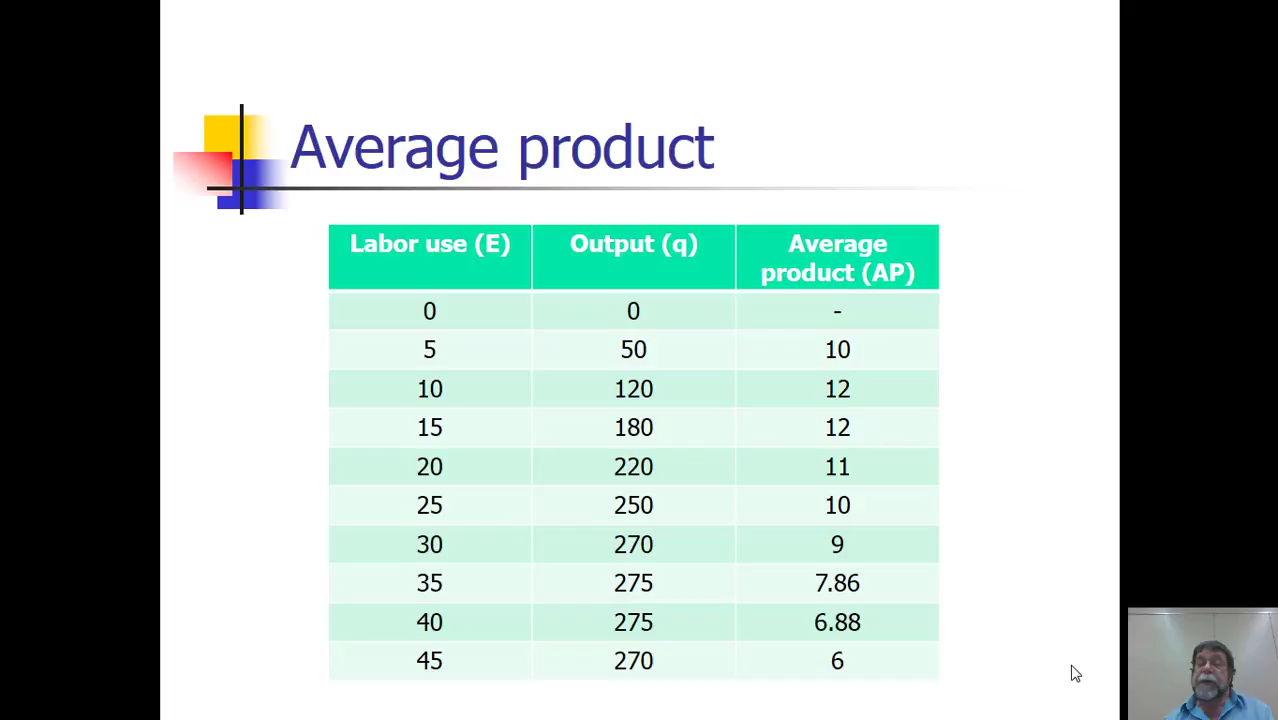 Average product
Labor use (E) Output (q) Average
product (AP)
0 0 -
5 50 10
10 120 12
15 180 12
20 220 11
25 250 10
30 270 9
35 275 7.86
40 275 6.88
45 270 6